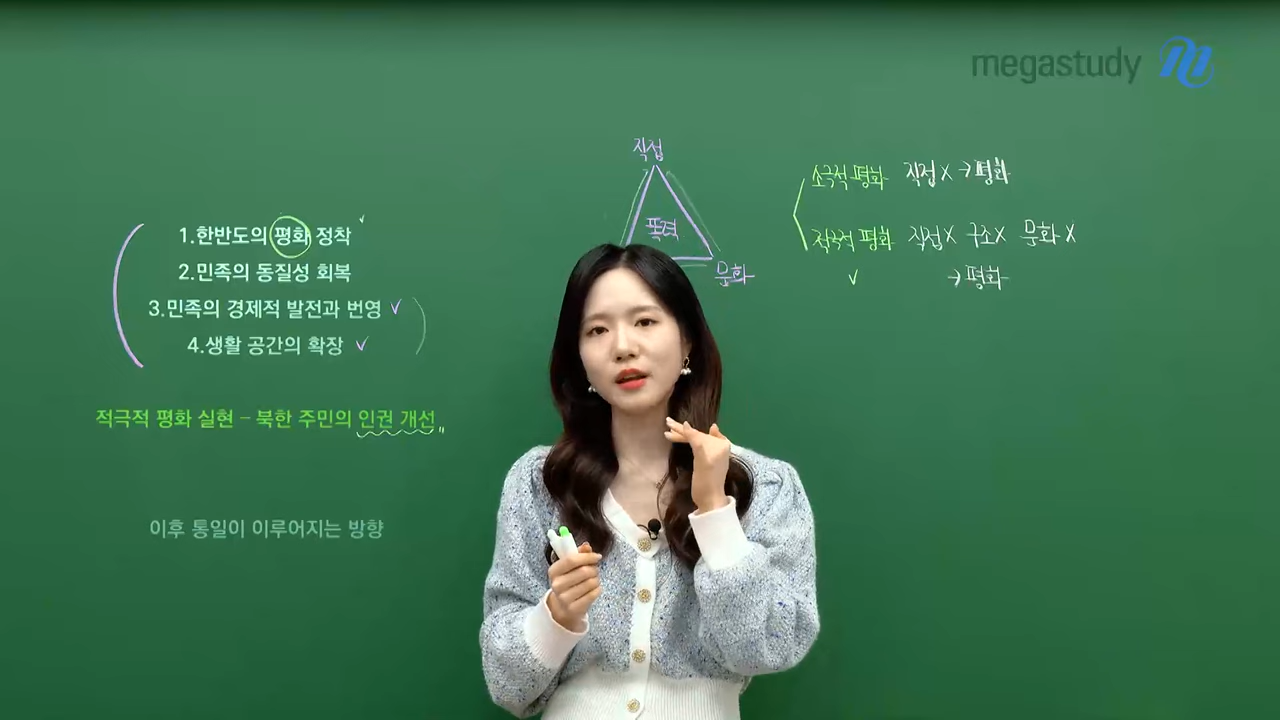 megastudy
1.한반도의 평화 정착
2.민족의 동질성 회복
3.민족의 경제적 발전과 번영
4.생활 공간의 확장
적극적 평화 실현 – 북한 주민의 인권 개선
이후 통일이 이루어지는 방향
직접
폭력
문화
소극적 평화 직접 X → 평화
적극적 평화 직접 X 구조 X 문화 X
→ 평화